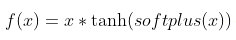 f(x) = x * tanh(softplus(x))